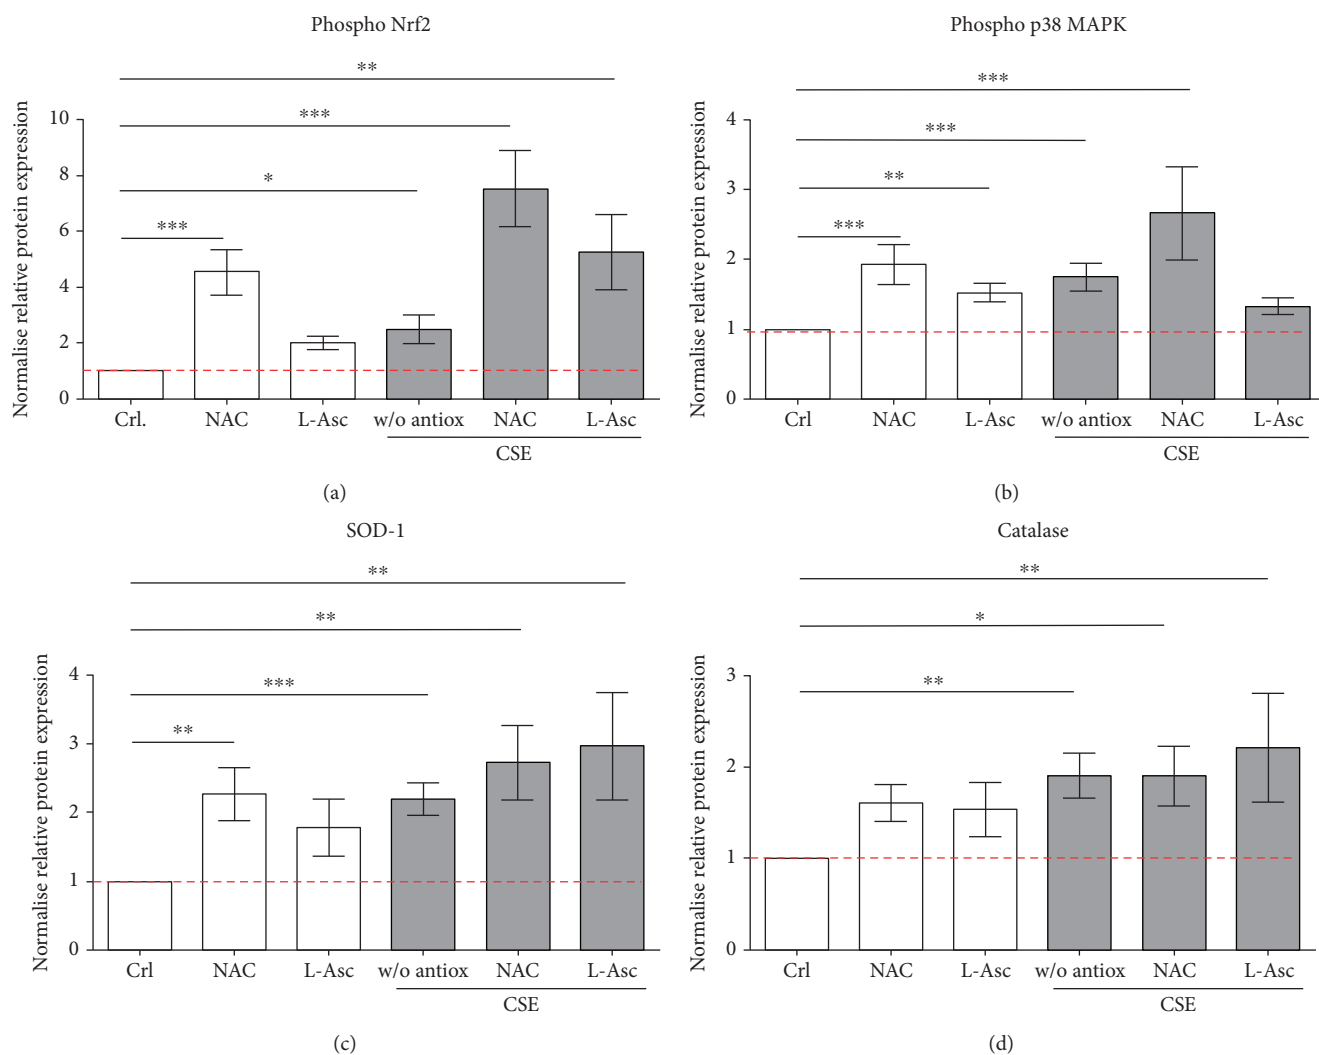 Phospho Nrf2
**
***
*
***
Normalise relative protein expression
10
8
6
4
2
0
Crl.
NAC
L-Asc
w/o antiox
NAC
L-Asc
CSE
(a)
Phospho p38 MAPK
***
***
**
***
Normalise relative protein expression
4
3
2
1
0
Crl
NAC
L-Asc
w/o antiox
NAC
L-Asc
CSE
(b)
SOD-1
**
**
***
**
Normalise relative protein expression
4
3
2
1
0
Crl
NAC
L-Asc
w/o antiox
NAC
L-Asc
CSE
(c)
Catalase
**
*
**
Normalise relative protein expression
3
2
1
0
Crl
NAC
L-Asc
w/o antiox
NAC
L-Asc
CSE
(d)